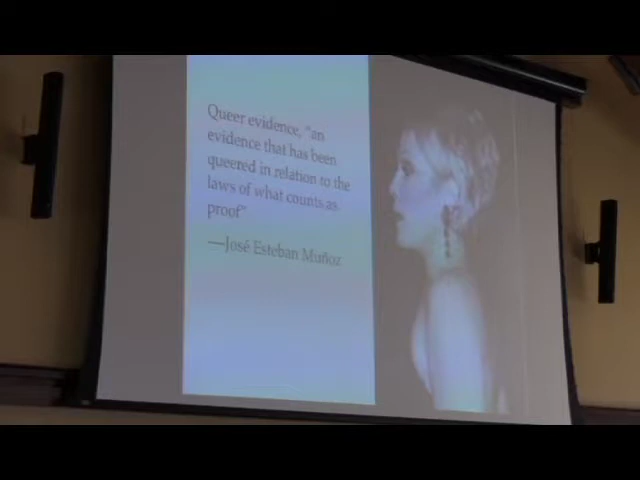 Queer evidence, "an
evidence that has been
queered in relation to the
laws of what counts as
proof"
—José Esteban Muñoz